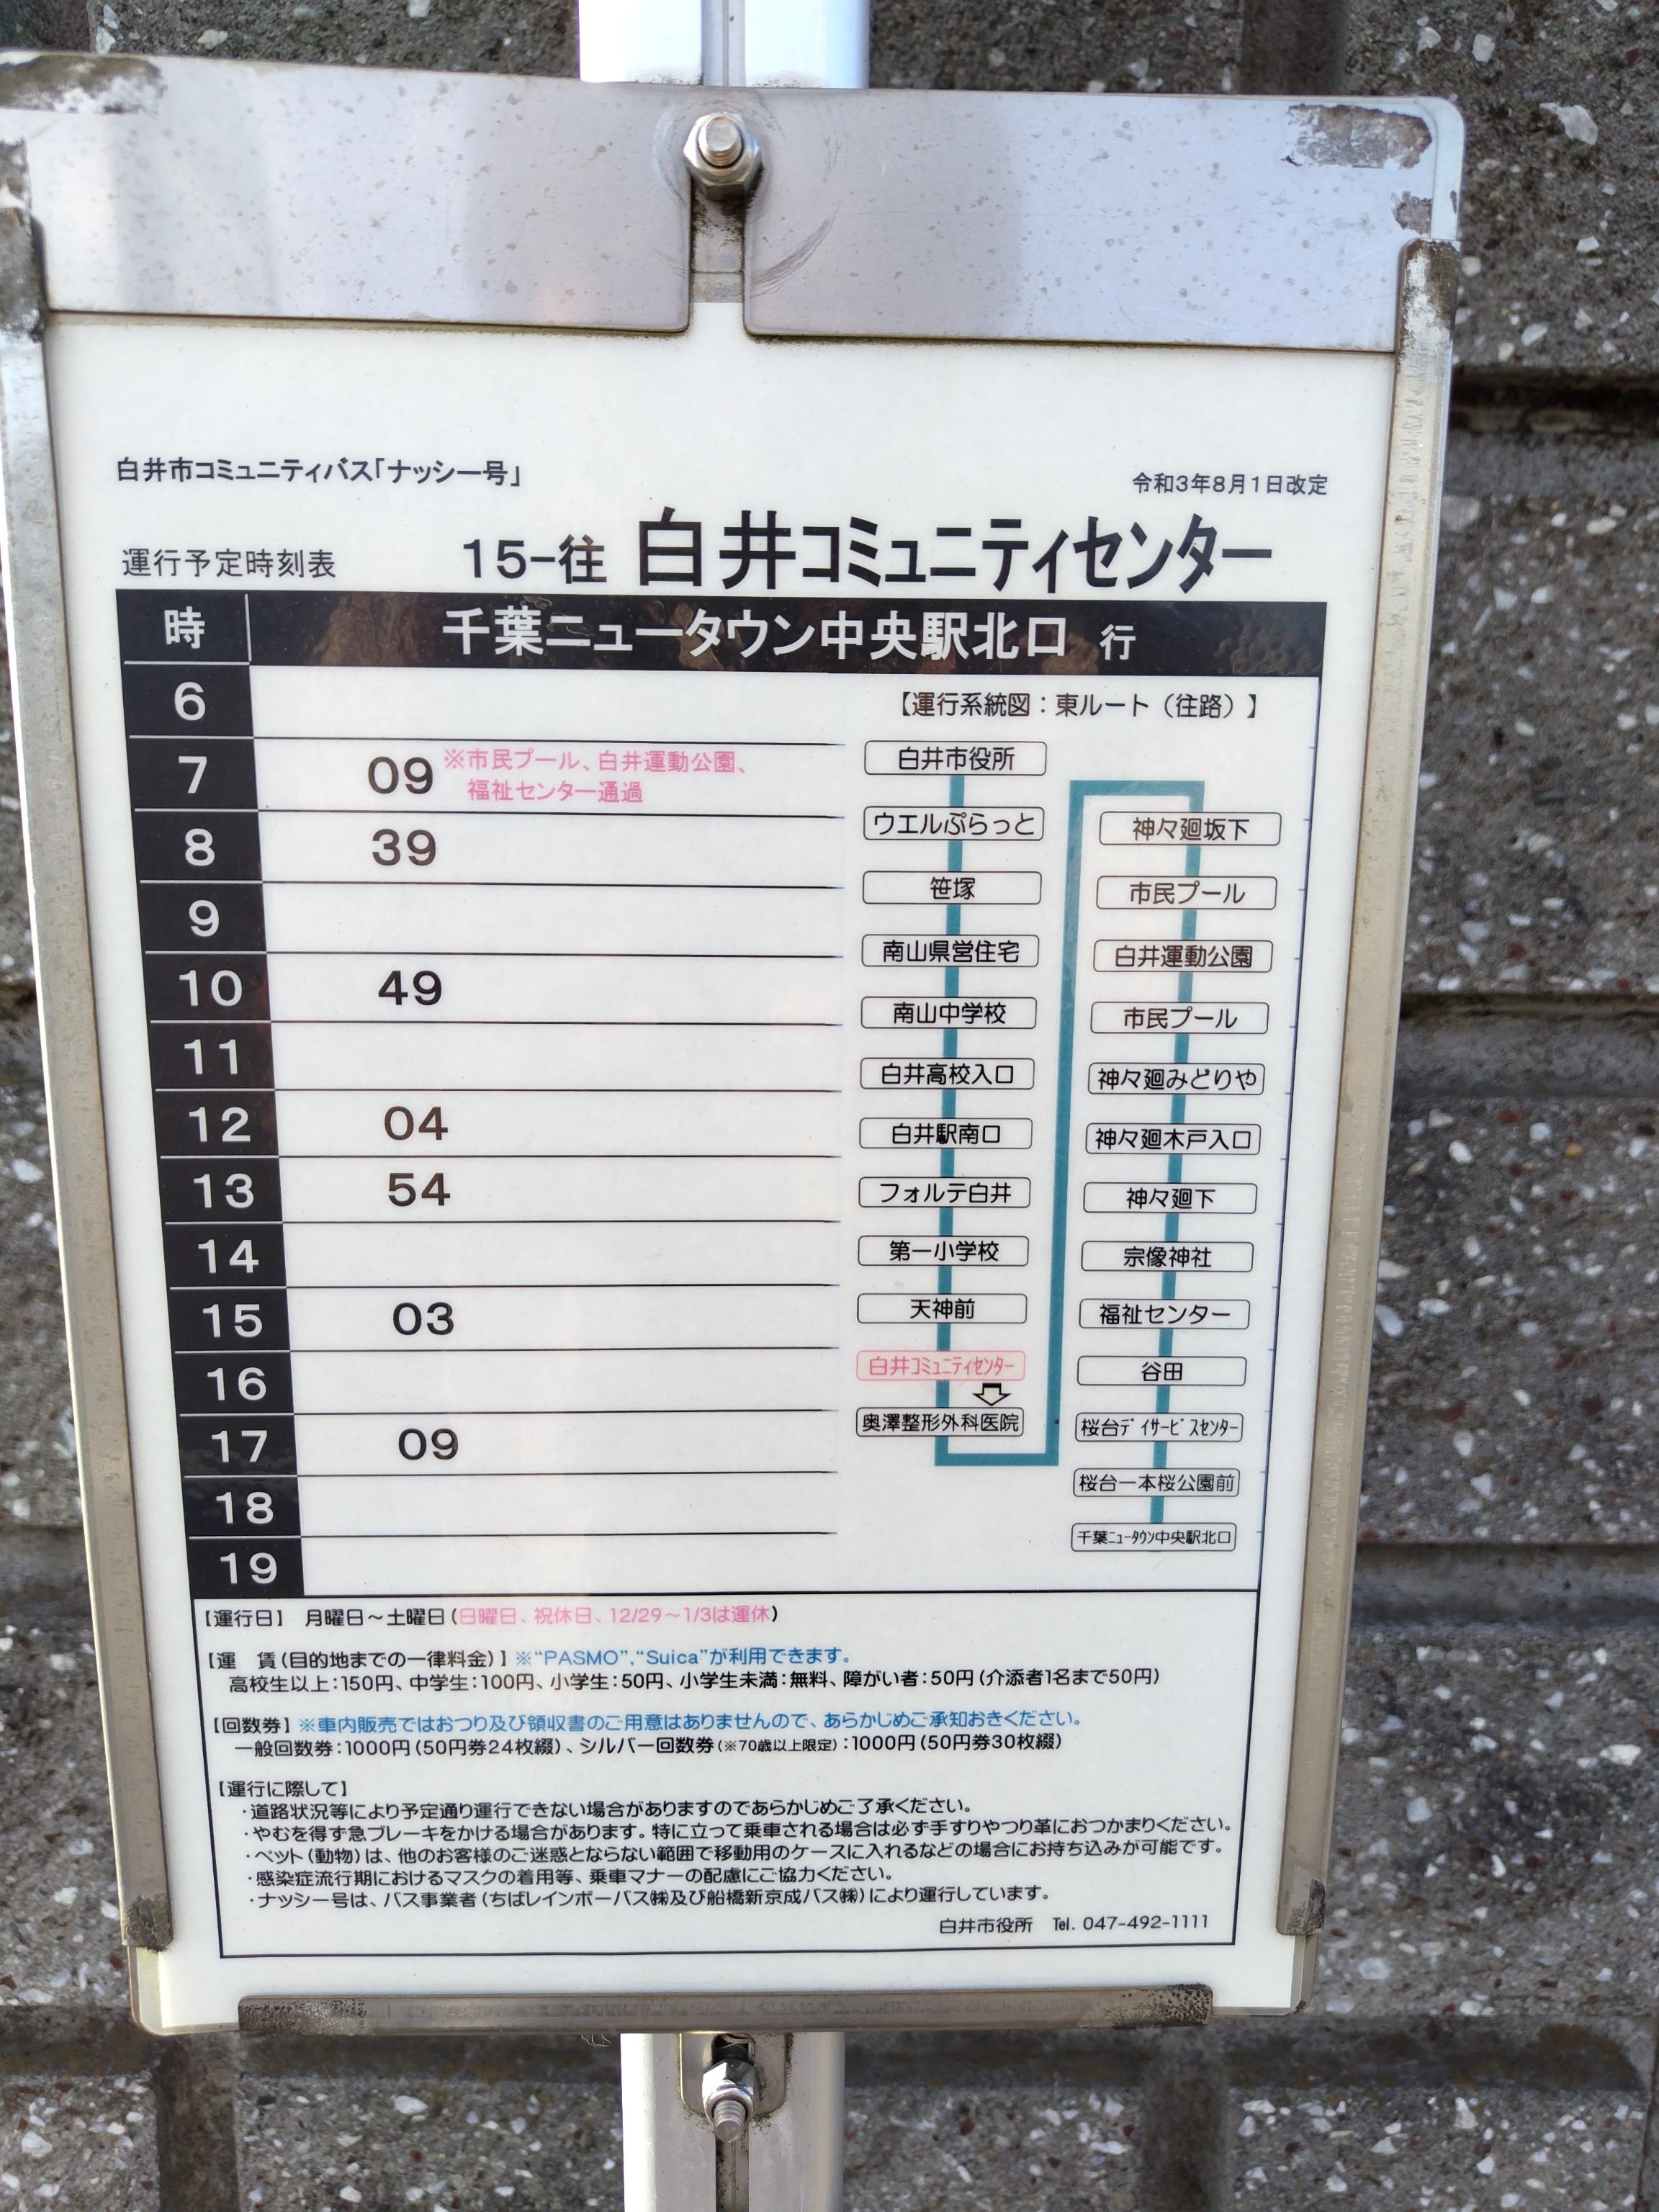 白井市コミュニティバス「ナッシー号」
令和3年8月1日改定
運行予定時刻表 15-往 白井コミュニティセンター
時 千葉ニュータウン中央駅北口 行
6
7 09 ※市民プール、白井運動公園、
福祉センター通過
8 39
9
10 49
11
12 04
13 54
14
15 03
16
17 09
18
19
【運行系統図：東ルート（往路）】
白井市役所
ウエルぷらっと
笹塚
南山県営住宅
南山中学校
白井高校入口
白井駅南口
フォルテ白井
第一小学校
天神前
白井コミュニティセンター
奥澤整形外科医院
神々廻坂下
市民プール
白井運動公園
市民プール
神々廻みどりや
神々廻木戸入口
神々廻下
宗像神社
福祉センター
谷田
桜台デイサービスセンター
桜台一本桜公園前
千葉ニュータウン中央駅北口
【運行日】 月曜日～土曜日（日曜日、祝休日、12/29～1/3は運休）
【運　賃（目的地までの一律料金）】※“PASMO”,“Suica”が利用できます。
高校生以上：150円、中学生：100円、小学生：50円、小学生未満：無料、障がい者：50円（介添者1名まで50円）
【回数券】※車内販売ではおつり及び領収書のご用意はありませんので、あらかじめご承知おきください。
一般回数券：1000円（50円券24枚綴）、シルバー回数券（※70歳以上限定）：1000円（50円券30枚綴）
【運行に際して】
・道路状況等により予定通り運行できない場合がありますのであらかじめご了承ください。
・やむを得ず急ブレーキをかける場合があります。特に立って乗車される場合は必ず手すりやつり革におつかまりください。
・ペット（動物）は、他のお客様のご迷惑とならない範囲で移動用のケースに入れるなどの場合にお持ち込みが可能です。
・感染症流行期におけるマスクの着用等、乗車マナーの配慮にご協力ください。
・ナッシー号は、バス事業者（ちばレインボーバス㈱及び船橋新京成バス㈱）により運行しています。
白井市役所 Tel. 047-492-1111